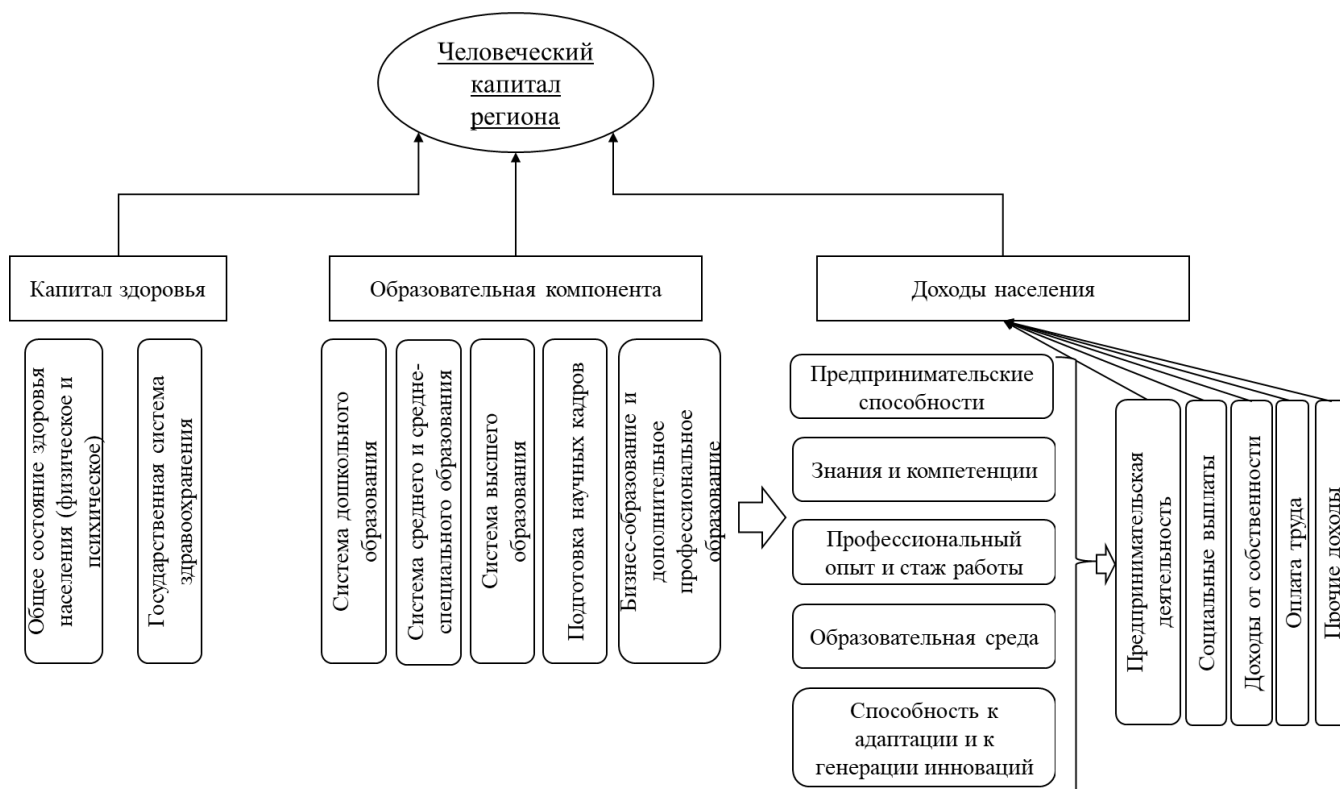 Человеческий
капитал
региона
Капитал здоровья
Образовательная компонента
Доходы населения
Общее состояние здоровья
населения (физическое и
психическое)
Государственная система
здравоохранения
Система дошкольного
образования
Система среднего и средне-
специального образования
Система высшего
образования
Подготовка научных кадров
Бизнес-образование и
дополнительное
профессиональное
образование
Предпринимательские
способности
Знания и компетенции
Профессиональный
опыт и стаж работы
Образовательная среда
Способность к
адаптации и к
генерации инноваций
Предпринимательская
деятельность
Социальные выплаты
Доходы от собственности
Оплата труда
Прочие доходы